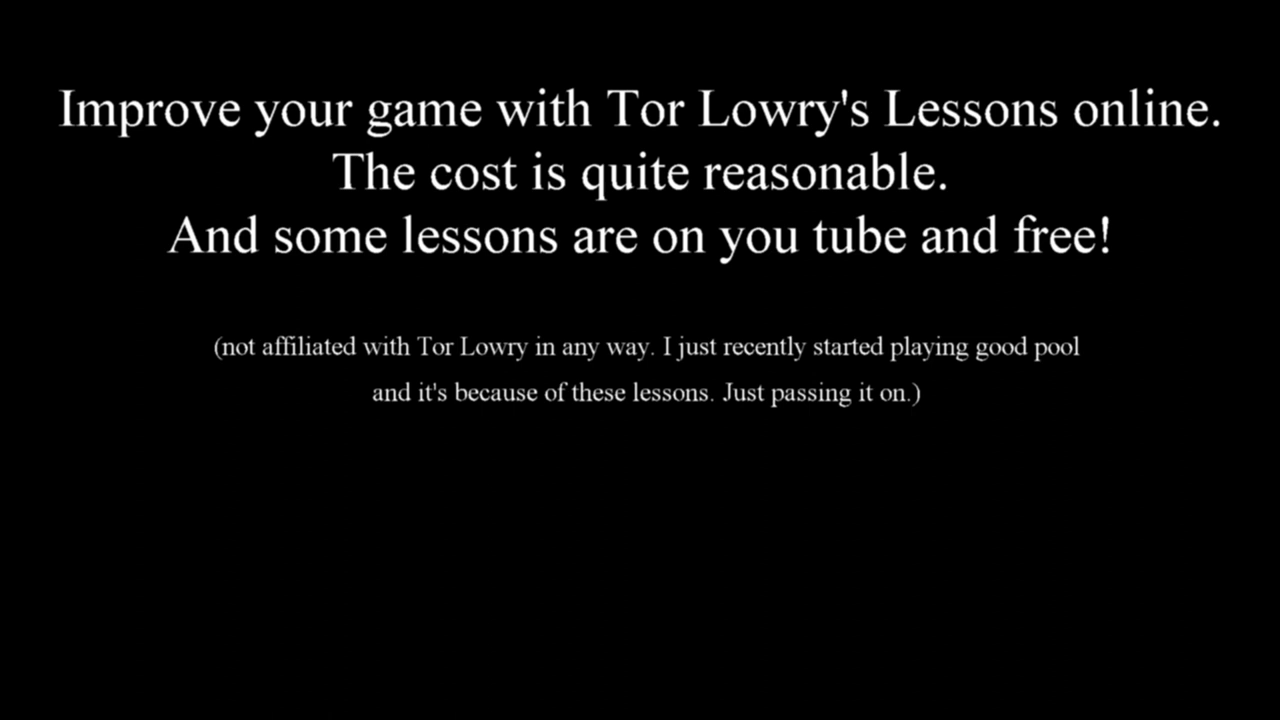 Improve your game with Tor Lowry's Lessons online.
The cost is quite reasonable.
And some lessons are on you tube and free!
(not affiliated with Tor Lowry in any way. I just recently started playing good pool
and it's because of these lessons. Just passing it on.)